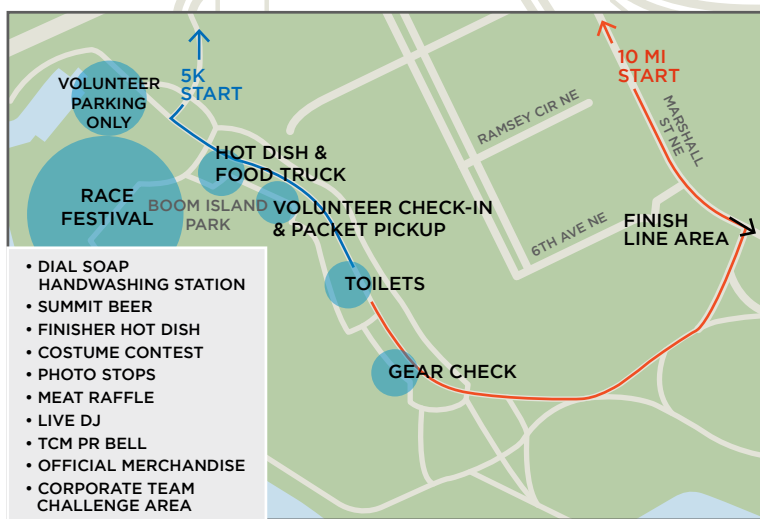 VOLUNTEER
PARKING
ONLY
5K
START
10 MI
START
MARSHALL
ST NE
RAMSEY CIR NE
HOT DISH &
FOOD TRUCK
RACE
FESTIVAL
BOOM ISLAND
PARK
VOLUNTEER CHECK-IN
& PACKET PICKUP
6TH AVE NE
FINISH
LINE AREA
TOILETS
GEAR CHECK
• DIAL SOAP
HANDWASHING STATION
• SUMMIT BEER
• FINISHER HOT DISH
• COSTUME CONTEST
• PHOTO STOPS
• MEAT RAFFLE
• LIVE DJ
• TCM PR BELL
• OFFICIAL MERCHANDISE
• CORPORATE TEAM
CHALLENGE AREA